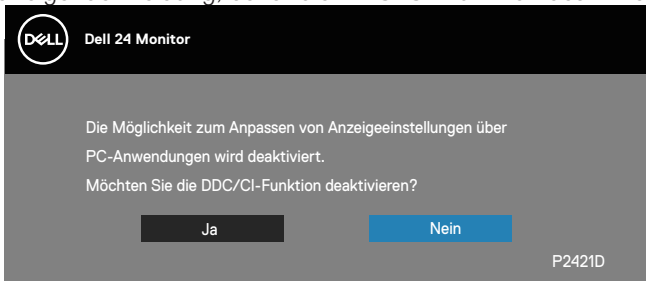 DELL
Dell 24 Monitor
Die Möglichkeit zum Anpassen von Anzeigeeinstellungen über
PC-Anwendungen wird deaktiviert.
Möchten Sie die DDC/CI-Funktion deaktivieren?
Ja
Nein
P2421D